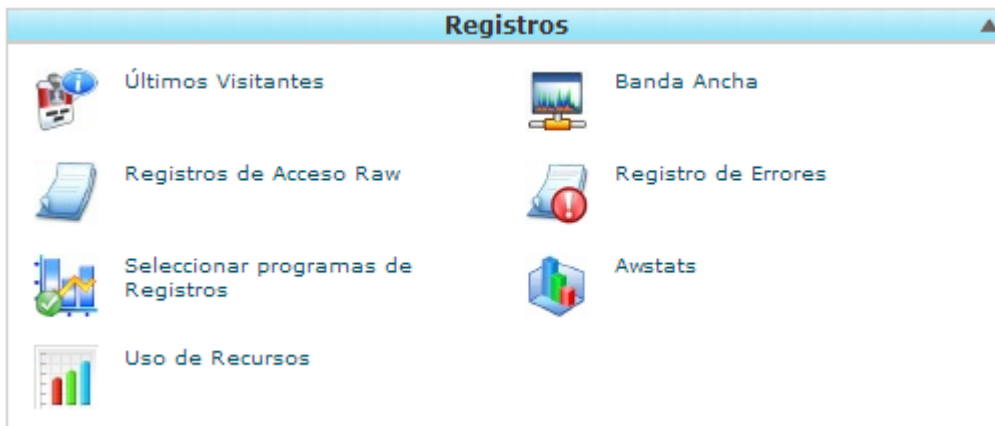 Registros
Últimos Visitantes
Banda Ancha
Registros de Acceso Raw
Registro de Errores
Seleccionar programas de
Registros
Awstats
Uso de Recursos